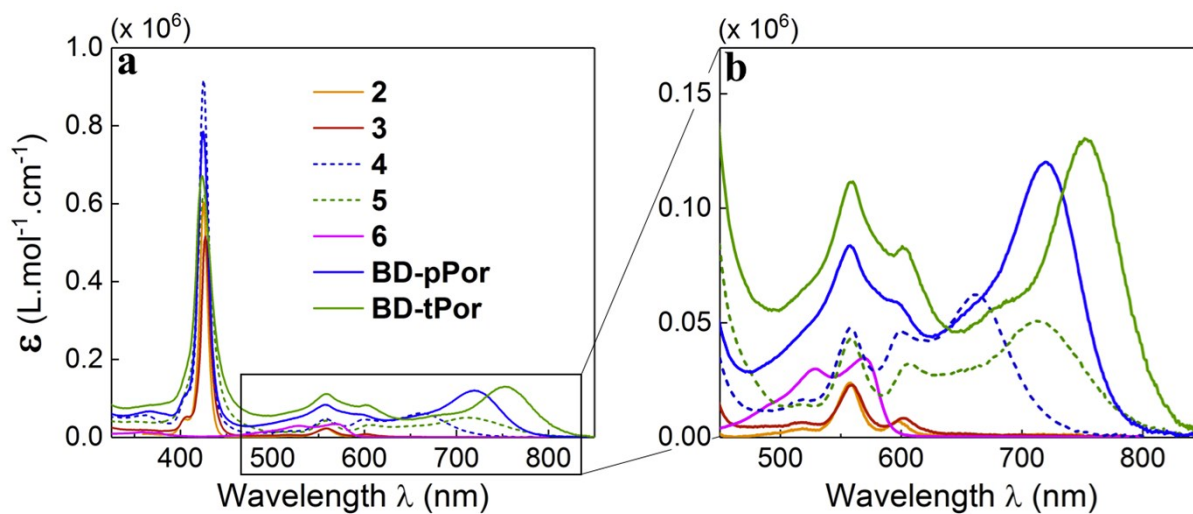 (x 10⁶)
a
1.0
0.8
0.6
0.4
0.2
0.0
ε (L.mol⁻¹.cm⁻¹)
2
3
4
5
6
BD-pPor
BD-tPor
400 500 600 700 800
Wavelength λ (nm)
(x 10⁶)
b
0.15
0.10
0.05
0.00
500 600 700 800
Wavelength λ (nm)